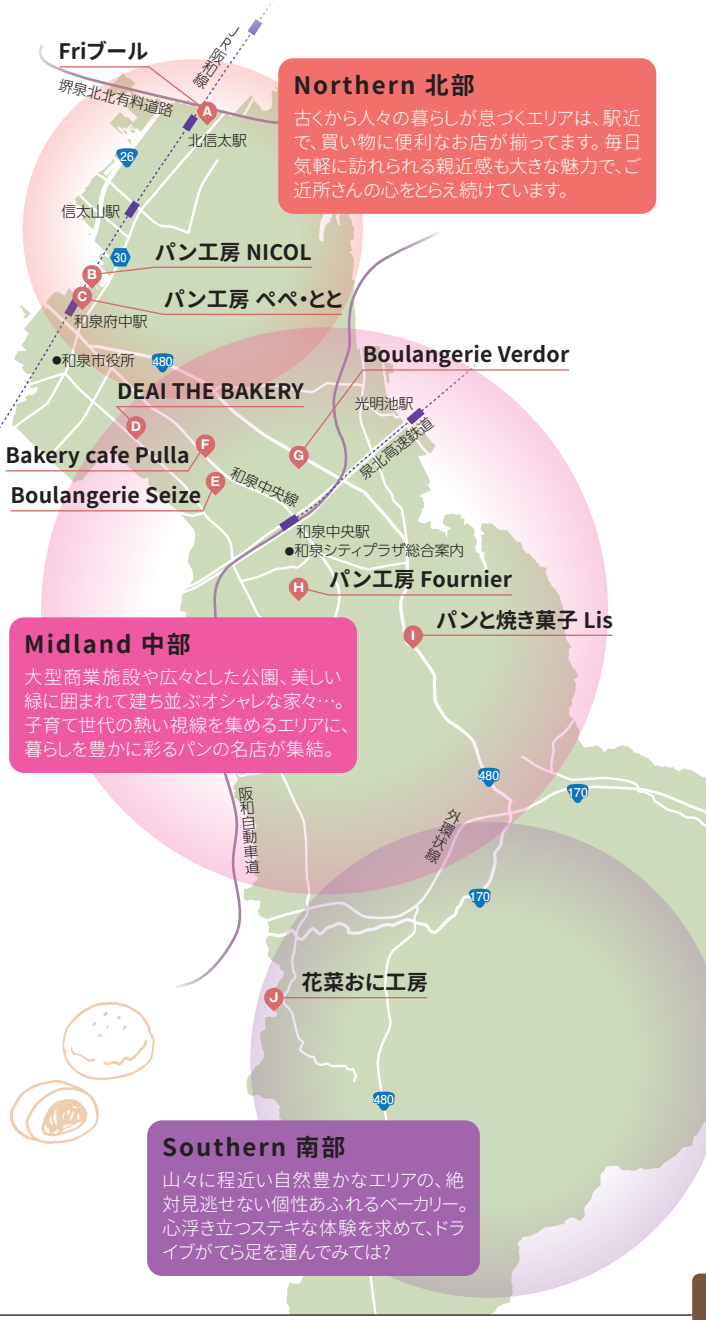 Friブール
JR阪和線
堺泉北有料道路
A
北信太駅
26
信太山駅
30
B
パン工房 NICOL
C
パン工房 ぺぺ・とと
和泉府中駅
Northern 北部
古くから人々の暮らしが息づくエリアは、駅近
で、買い物に便利なお店が揃ってます。毎日
気軽に訪れられる親近感も大きな魅力で、ご
近所さんの心をとらえ続けています。
●和泉市役所
480
Boulangerie Verdor
DEAI THE BAKERY
光明池駅
D
F
Bakery cafe Pulla
G
泉北高速鉄道
E
和泉中央線
Boulangerie Seize
和泉中央駅
●和泉シティプラザ総合案内
H
パン工房 Fournier
I
パンと焼き菓子 Lis
Midland 中部
大型商業施設や広々とした公園、美しい
緑に囲まれて建ち並ぶオシャレな家々…。
子育て世代の熱い視線を集めるエリアに、
暮らしを豊かに彩るパンの名店が集結。
480
170
阪和自動車道
外環状線
170
J
花菜おに工房
480
Southern 南部
山々に程近い自然豊かなエリアの、絶
対見逃せない個性あふれるベーカリー。
心浮き立つステキな体験を求めて、ドラ
イブがてら足を運んでみては?